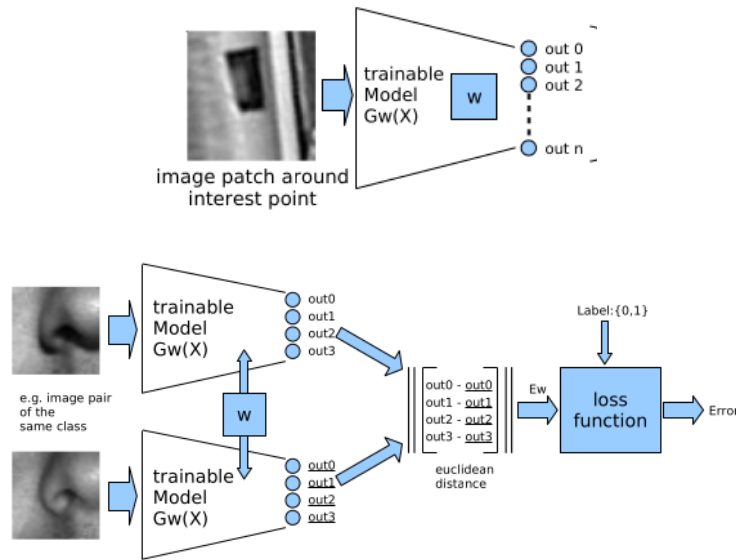 trainable
Model
Gw(X)
w
out 0
out 1
out 2
out n
image patch around
interest point
trainable
Model
Gw(X)
out0
out1
out2
out3
e.g. image pair
of the
same class
w
trainable
Model
Gw(X)
out0
out1
out2
out3
out0 - out0
out1 - out1
out2 - out2
out3 - out3
euclidean
distance
Ew
Label:{0,1}
loss
function
Error